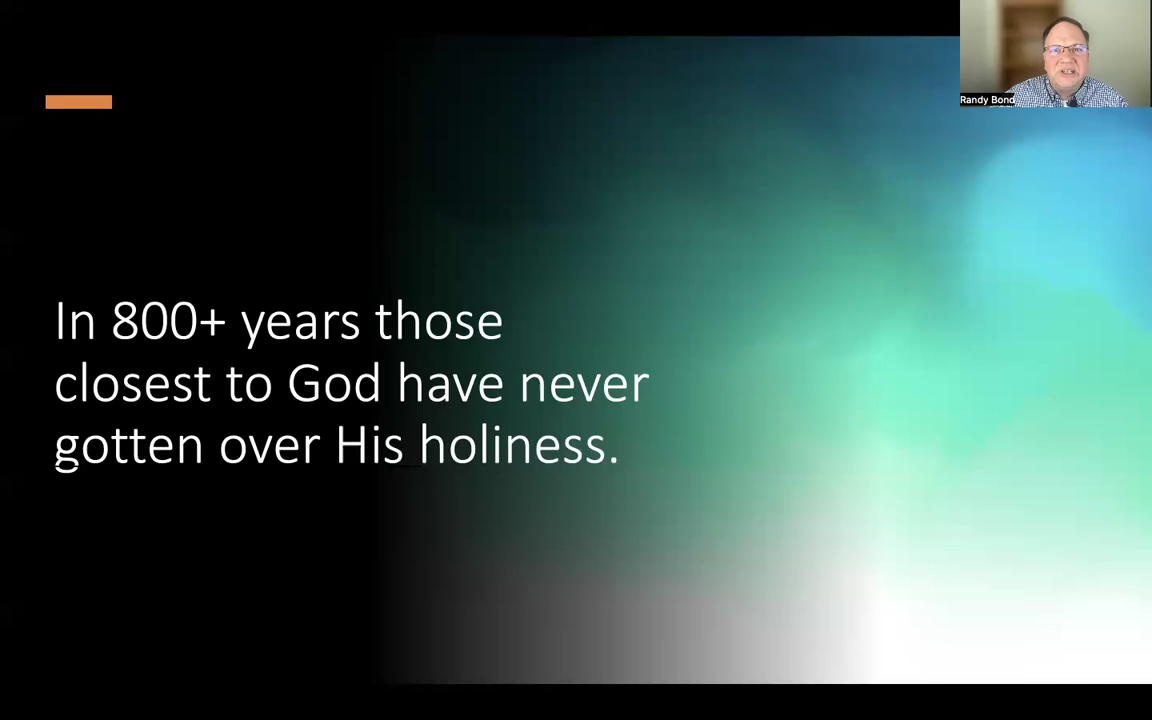 Randy Bond
In 800+ years those
closest to God have never
gotten over His holiness.